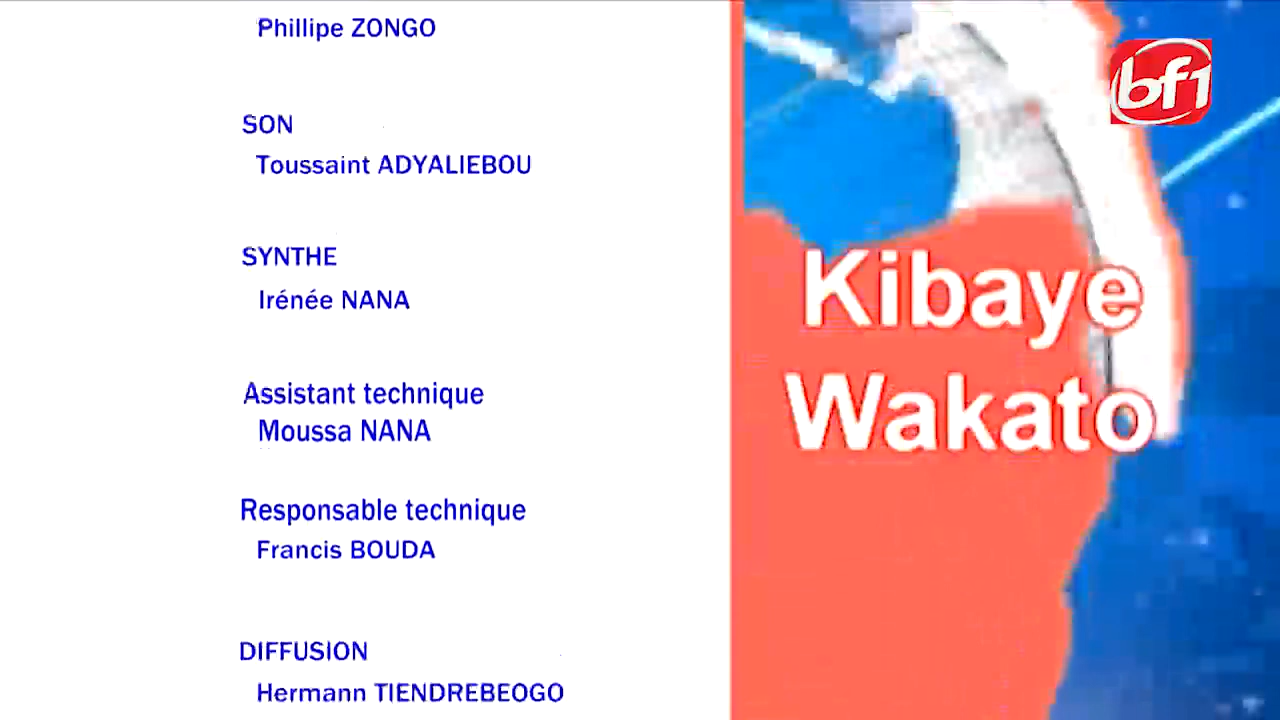 Phillipe ZONGO
SON
Toussaint ADYALIEBOU
SYNTHE
Irénée NANA
Assistant technique
Moussa NANA
Responsable technique
Francis BOUDA
DIFFUSION
Hermann TIENDREBEOGO
bf1
Kibaye
Wakato